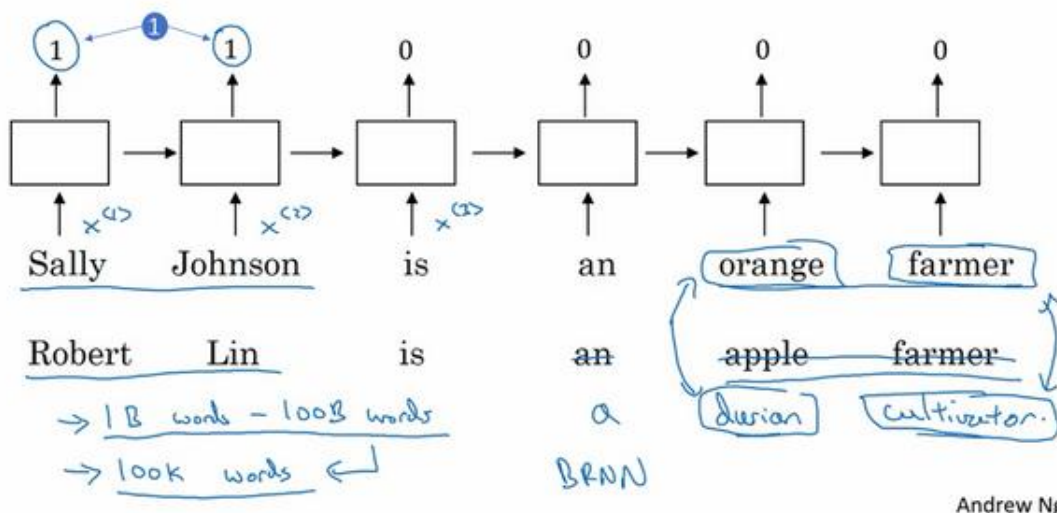 1
1 1 0 0 0 0
x<1> x<2> x<3>
Sally Johnson is an orange farmer
Robert Lin is an apple farmer
→ 1B words - 100B words a durian cultivator.
→ 100K words BRNN
Andrew Ng